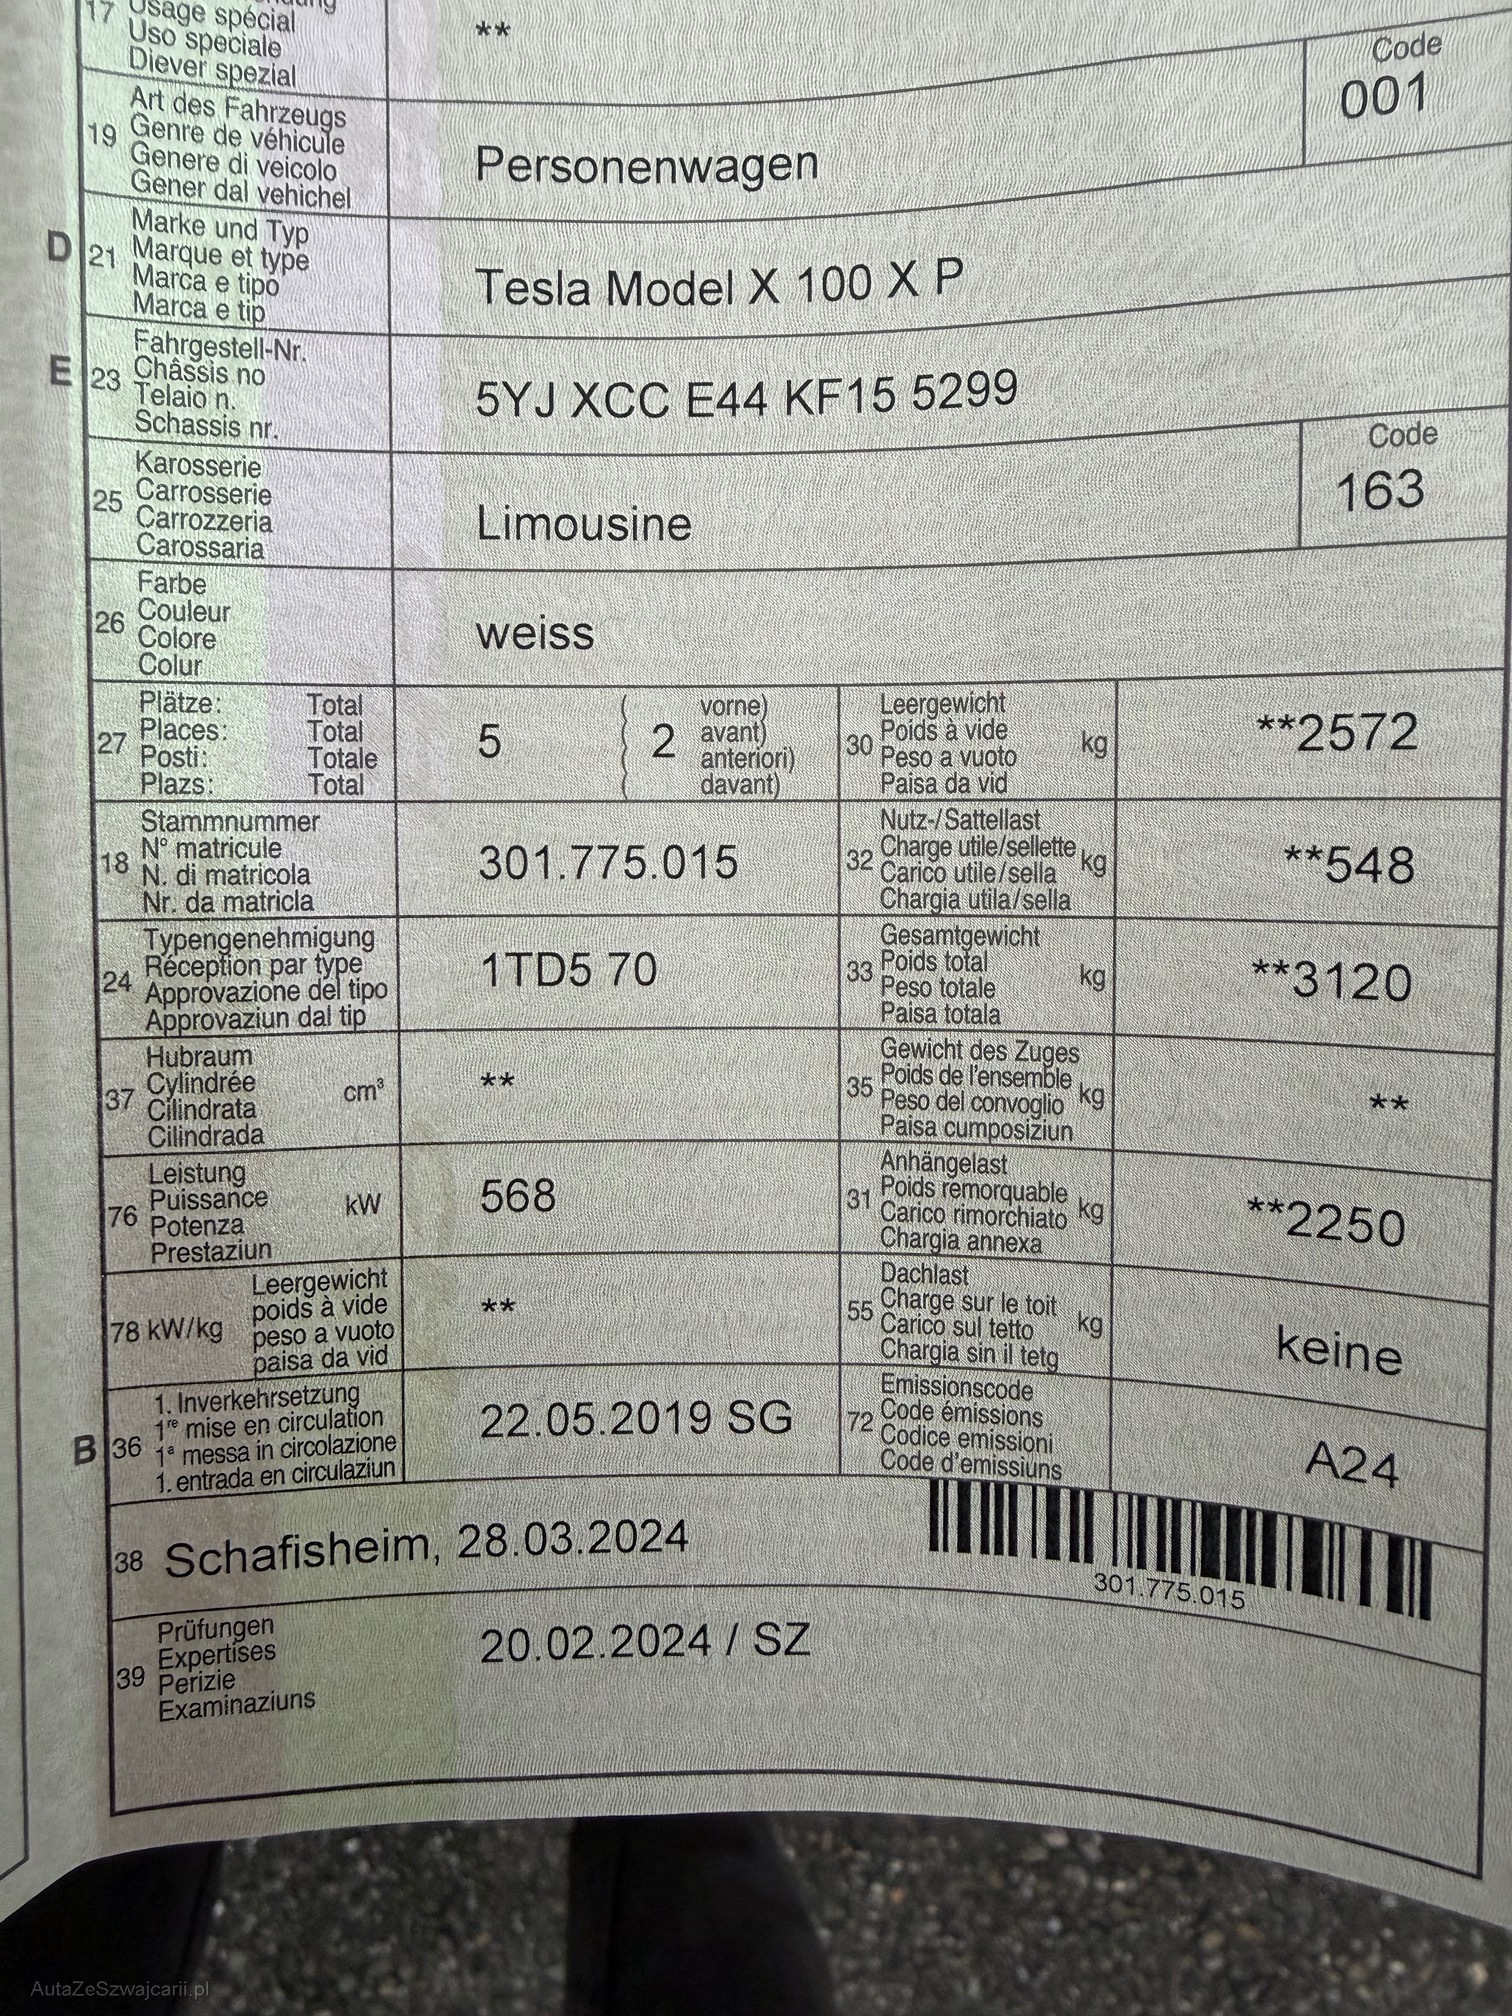 17 Usage spécial
Uso speciale
Diever spezial
**
Code
001
19
Art des Fahrzeugs
Genre de véhicule
Genere di veicolo
Gener dal vehichel
Personenwagen
D 21
Marke und Typ
Marque et type
Marca e tipo
Marca e tip
Tesla Model X 100 X P
E 23
Fahrgestell-Nr.
Châssis no
Telaio n.
Schassis nr.
5YJ XCC E44 KF15 5299
25
Karosserie
Carrosserie
Carrozzeria
Carossaria
Limousine
Code
163
26
Farbe
Couleur
Colore
Colur
weiss
27
Plätze: Total
Places: Total
Posti: Totale
Plazs: Total
5
( 2 vorne)
( avant)
( anteriori)
( davant)
30
Leergewicht
Poids à vide
Peso a vuoto
Paisa da vid
kg
**2572
18
Stammnummer
N° matricule
N. di matricola
Nr. da matricla
301.775.015
32
Nutz-/Sattellast
Charge utile/sellette
Carico utile/sella
Chargia utila/sella
kg
**548
24
Typengenehmigung
Réception par type
Approvazione del tipo
Approvaziun dal tip
1TD5 70
33
Gesamtgewicht
Poids total
Peso totale
Paisa totala
kg
**3120
37
Hubraum
Cylindrée
Cilindrata
Cilindrada
cm³
**
35
Gewicht des Zuges
Poids de l'ensemble
Peso del convoglio
Paisa cumposiziun
kg
**
76
Leistung
Puissance
Potenza
Prestaziun
kW
568
31
Anhängelast
Poids remorquable
Carico rimorchiato
Chargia annexa
kg
**2250
78 kW/kg
Leergewicht
poids à vide
peso a vuoto
paisa da vid
**
55
Dachlast
Charge sur le toit
Carico sul tetto
Chargia sin il tetg
kg
keine
B 36
1. Inverkehrsetzung
1re mise en circulation
1a messa in circolazione
1. entrada en circulaziun
22.05.2019 SG
72
Emissionscode
Code émissions
Codice emissioni
Code d'emissiuns
A24
38 Schafisheim, 28.03.2024
301.775.015
39
Prüfungen
Expertises
Perizie
Examinaziuns
20.02.2024 / SZ
AutaZeSzwajcarii.pl